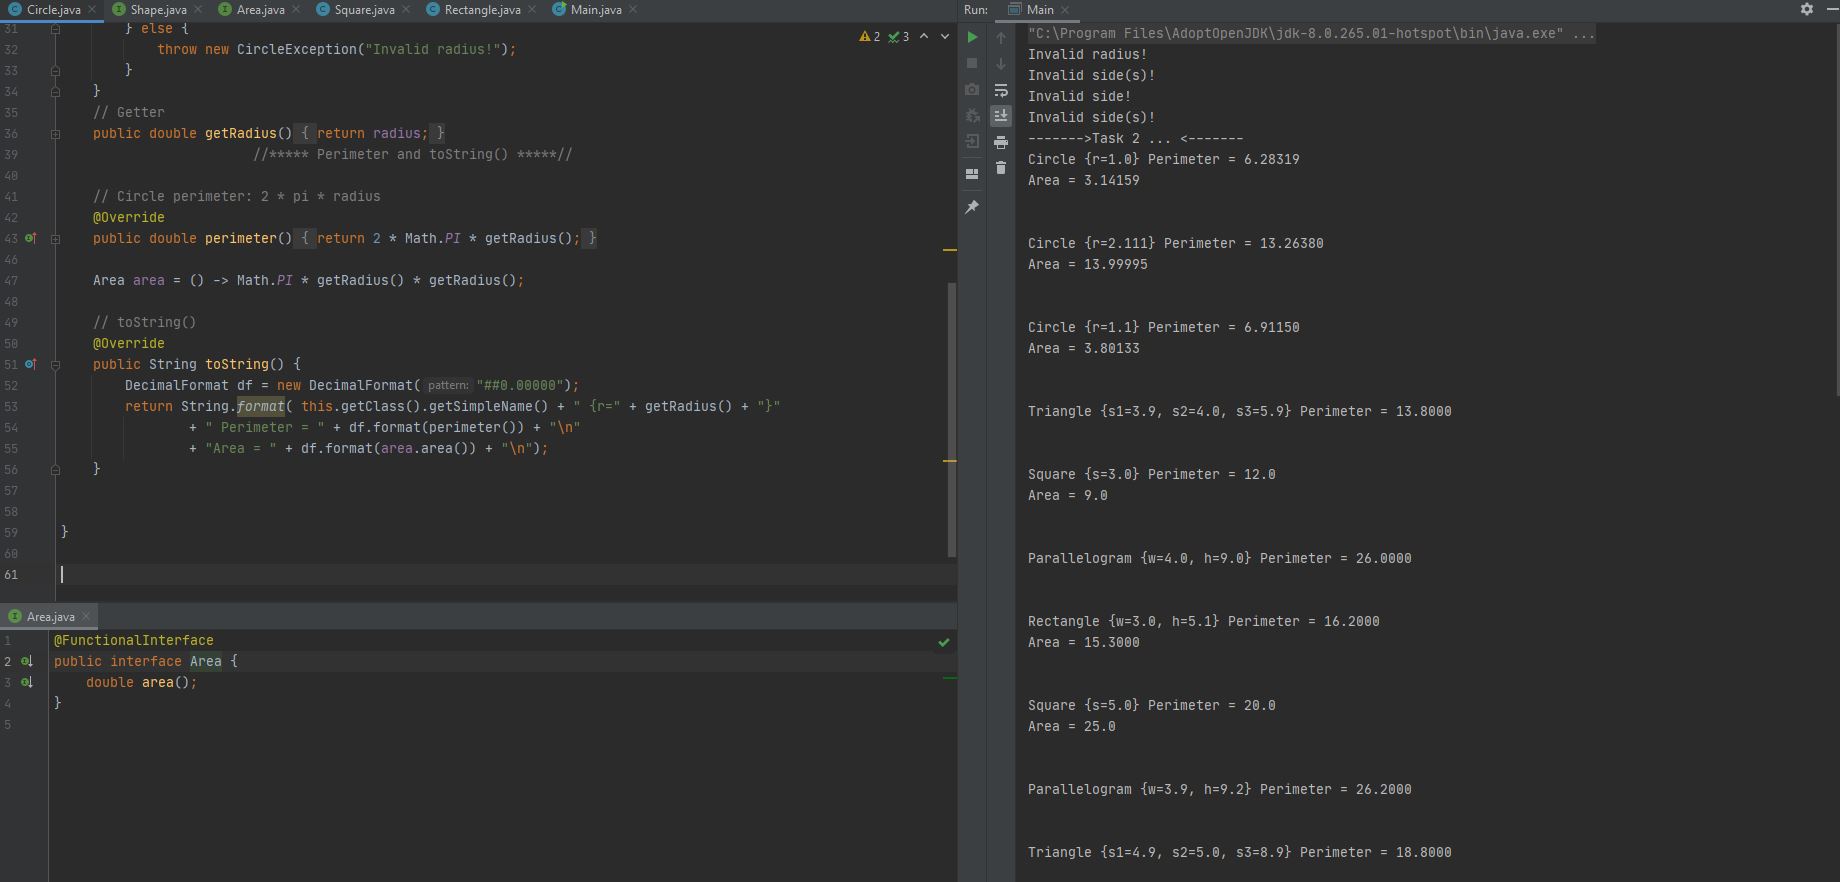 Circle.java Shape.java Area.java Square.java Rectangle.java Main.java
2 3
31 } else {
32 throw new CircleException("Invalid radius!");
33 }
34 }
35 // Getter
36 public double getRadius() { return radius; }
39 //***** Perimeter and toString() *****//
40
41 // Circle perimeter: 2 * pi * radius
42 @Override
43 public double perimeter() { return 2 * Math.PI * getRadius(); }
46
47 Area area = () -> Math.PI * getRadius() * getRadius();
48
49 // toString()
50 @Override
51 public String toString() {
52 DecimalFormat df = new DecimalFormat( pattern: "##0.00000");
53 return String.format( this.getClass().getSimpleName() + " {r=" + getRadius() + "}"
54 + " Perimeter = " + df.format(perimeter()) + "\n"
55 + "Area = " + df.format(area.area()) + "\n");
56 }
57
58
59 }
60
61
Area.java
1 @FunctionalInterface
2 public interface Area {
3 double area();
4 }
5
Run: Main
"C:\Program Files\AdoptOpenJDK\jdk-8.0.265.01-hotspot\bin\java.exe" ...
Invalid radius!
Invalid side(s)!
Invalid side!
Invalid side(s)!
------->Task 2 ... <-------
Circle {r=1.0} Perimeter = 6.28319
Area = 3.14159
Circle {r=2.111} Perimeter = 13.26380
Area = 13.99995
Circle {r=1.1} Perimeter = 6.91150
Area = 3.80133
Triangle {s1=3.9, s2=4.0, s3=5.9} Perimeter = 13.8000
Square {s=3.0} Perimeter = 12.0
Area = 9.0
Parallelogram {w=4.0, h=9.0} Perimeter = 26.0000
Rectangle {w=3.0, h=5.1} Perimeter = 16.2000
Area = 15.3000
Square {s=5.0} Perimeter = 20.0
Area = 25.0
Parallelogram {w=3.9, h=9.2} Perimeter = 26.2000
Triangle {s1=4.9, s2=5.0, s3=8.9} Perimeter = 18.8000